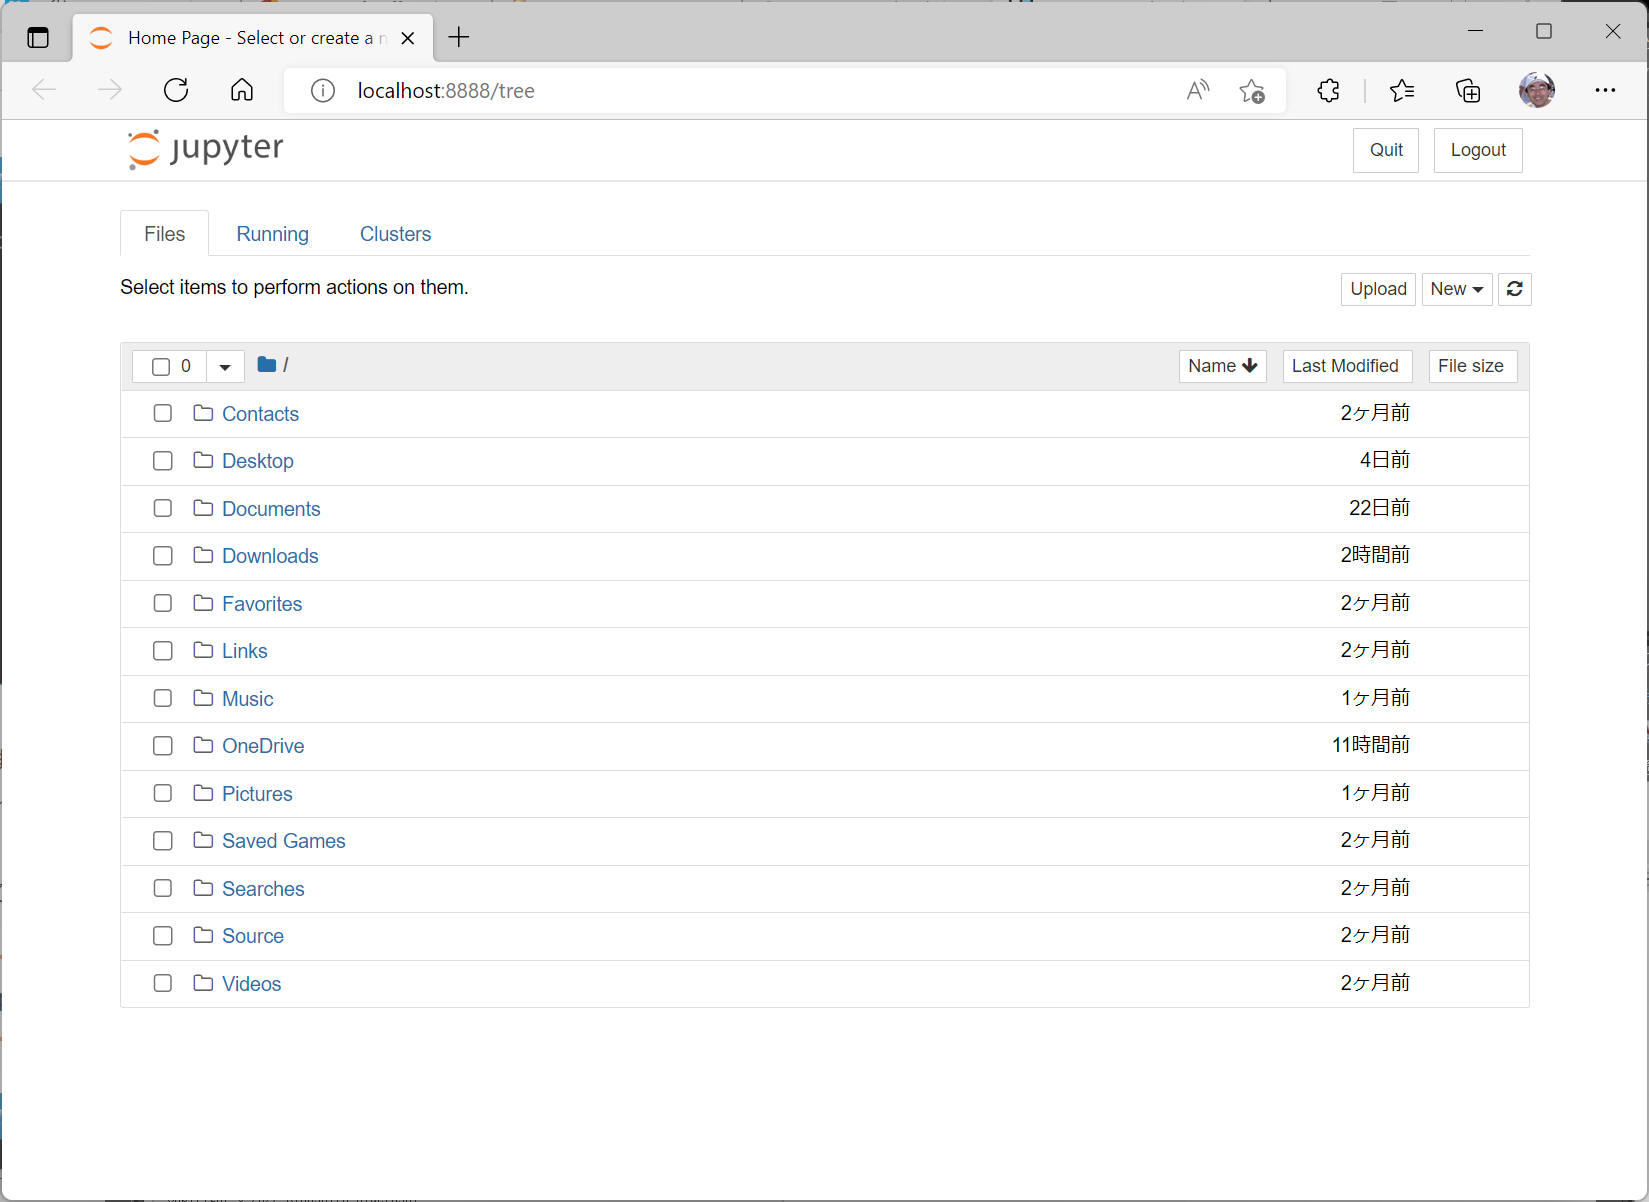 Home Page - Select or create a n
localhost:8888/tree
jupyter
Quit Logout
Files Running Clusters
Select items to perform actions on them.
Upload New
0 / Name Last Modified File size
Contacts 2ヶ月前
Desktop 4日前
Documents 22日前
Downloads 2時間前
Favorites 2ヶ月前
Links 2ヶ月前
Music 1ヶ月前
OneDrive 11時間前
Pictures 1ヶ月前
Saved Games 2ヶ月前
Searches 2ヶ月前
Source 2ヶ月前
Videos 2ヶ月前